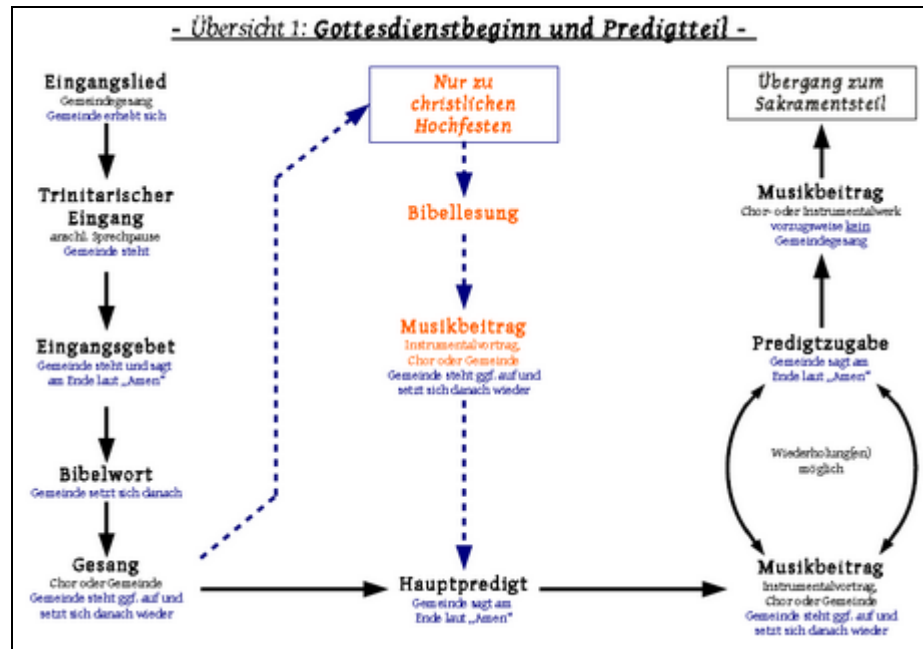 - Übersicht 1: Gottesdienstbeginn und Predigtteil -
Eingangslied
Gemeindegesang
Gemeinde erhebt sich
Trinitarischer
Eingang
anschl. Sprechpause
Gemeinde steht
Eingangsgebet
Gemeinde steht und sagt
am Ende laut „Amen“
Bibelwort
Gemeinde setzt sich danach
Gesang
Chor oder Gemeinde
Gemeinde steht ggf. auf und
setzt sich danach wieder
Nur zu
christlichen
Hochfesten
Bibellesung
Musikbeitrag
Instrumentalvortrag,
Chor oder Gemeinde
Gemeinde steht ggf. auf und
setzt sich danach wieder
Hauptpredigt
Gemeinde sagt am
Ende laut „Amen“
Übergang zum
Sakramentsteil
Musikbeitrag
Chor- oder Instrumentalwerk
vorzugsweise kein
Gemeindegesang
Predigtzugabe
Gemeinde sagt am
Ende laut „Amen“
Wiederholung(en)
möglich
Musikbeitrag
Instrumentalvortrag,
Chor oder Gemeinde
Gemeinde steht ggf. auf und
setzt sich danach wieder